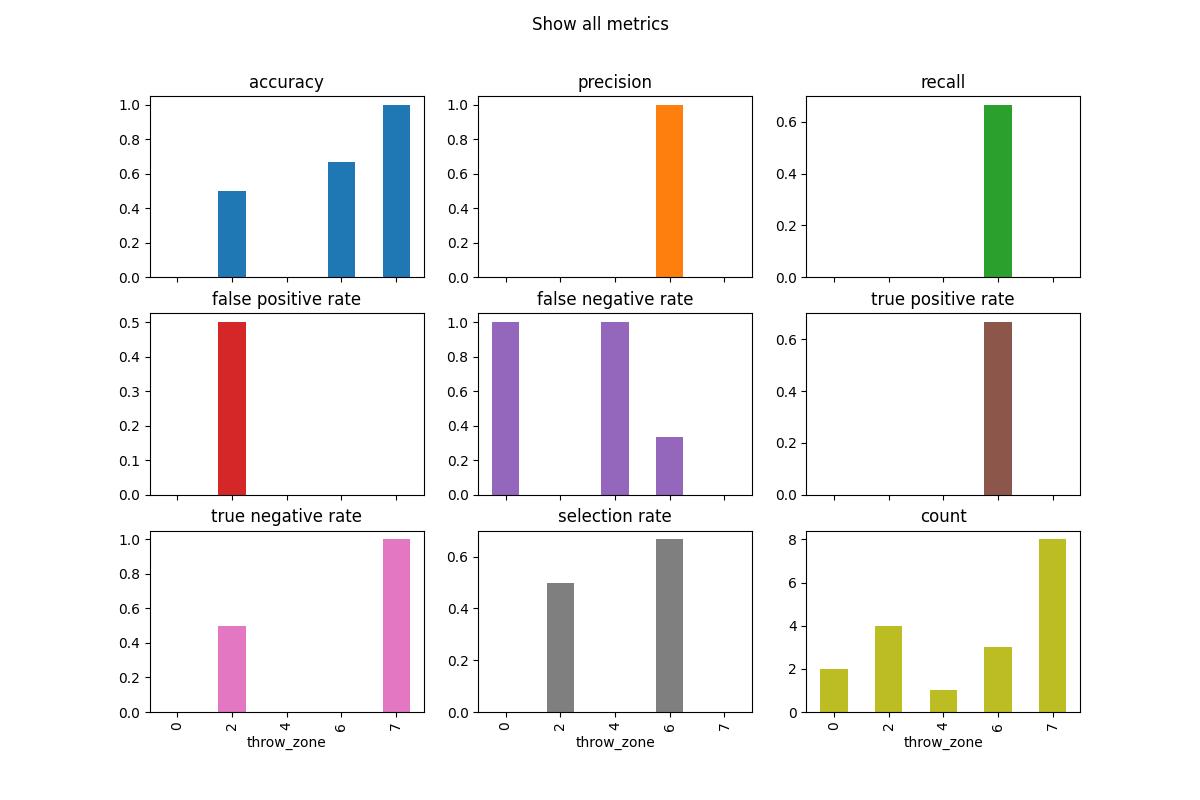 Show all metrics
accuracy
1.0
0.8
0.6
0.4
0.2
0.0
precision
1.0
0.8
0.6
0.4
0.2
0.0
recall
0.6
0.4
0.2
0.0
false positive rate
0.5
0.4
0.3
0.2
0.1
0.0
false negative rate
1.0
0.8
0.6
0.4
0.2
0.0
true positive rate
0.6
0.4
0.2
0.0
true negative rate
1.0
0.8
0.6
0.4
0.2
0.0
0 2 4 6 7
throw_zone
selection rate
0.6
0.4
0.2
0.0
0 2 4 6 7
throw_zone
count
8
6
4
2
0
0 2 4 6 7
throw_zone